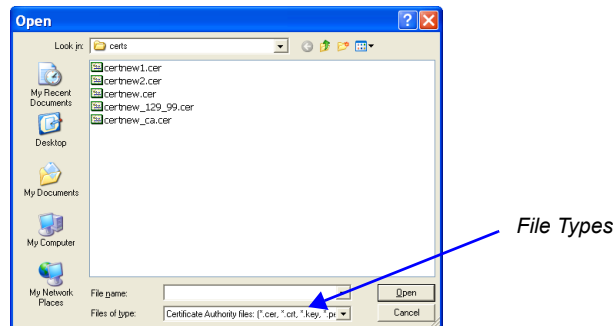 Open
Look in: certs
certnew1.cer
certnew2.cer
certnew.cer
certnew_129_99.cer
certnew_ca.cer
My Recent
Documents
Desktop
My Documents
My Computer
My Network
Places
File Types
File name:
Open
Files of type: Certificate Authority files: (*.cer, *.crt, *.key, *.pe
Cancel